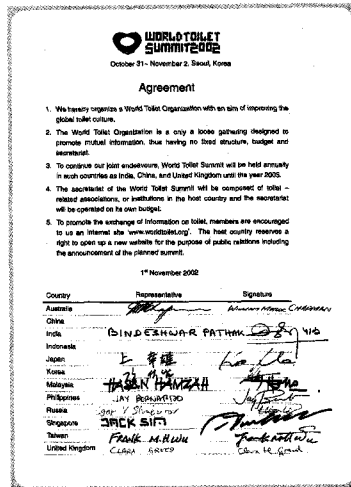 WORLD TOILET
SUMMIT2002
October 31~ November 2, Seoul, Korea
Agreement
1. We hereby organize a World Toilet Organization with an aim of improving the
global toilet culture.
2. The World Toilet Organization is a only a loose gathering designed to
promote mutual information, thus having no fixed structure, budget and
secretariat.
3. To continue our joint endeavours, World Toilet Summit will be held annually
in such countries as India, China, and United Kingdom until the year 2005.
4. The secretariat of the World Toilet Summit will be composed of toilet –
related associations, or institutions in the host country and the secretariat
will be operated on its own budget.
5. To promote the exchange of information on toilet, members are encouraged
to us an internet site 'www.worldtoilet.org'. The host country reserves a
right to open up a new website for the purpose of public relations including
the announcement of the planned summit.
1st November 2002
Country Representative Signature
Australia
China
India BINDESHWAR PATHAK
Indonesia
Japan 上
Korea
Malaysia HASAN HAMZAH
Philippines JAY BERNARDO
Russia
Singapore JACK SIM
Taiwan FRANK M.H WU
United Kingdom CLARA GREED